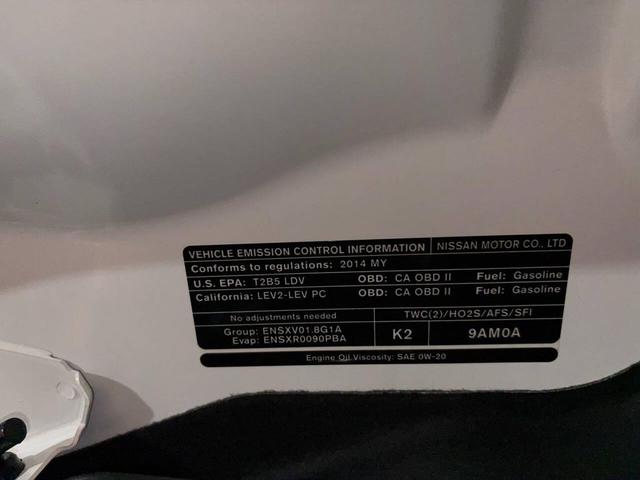 VEHICLE EMISSION CONTROL INFORMATION NISSAN MOTOR CO., LTD
Conforms to regulations: 2014 MY
U.S. EPA: T2B5 LDV OBD: CA OBD II Fuel: Gasoline
California: LEV2-LEV PC OBD: CA OBD II Fuel: Gasoline
No adjustments needed TWC(2)/HO2S/AFS/SFI
Group: ENSXV01.8G1A
Evap: ENSXR0090PBA
K2 9AM0A
Engine Oil Viscosity: SAE 0W-20